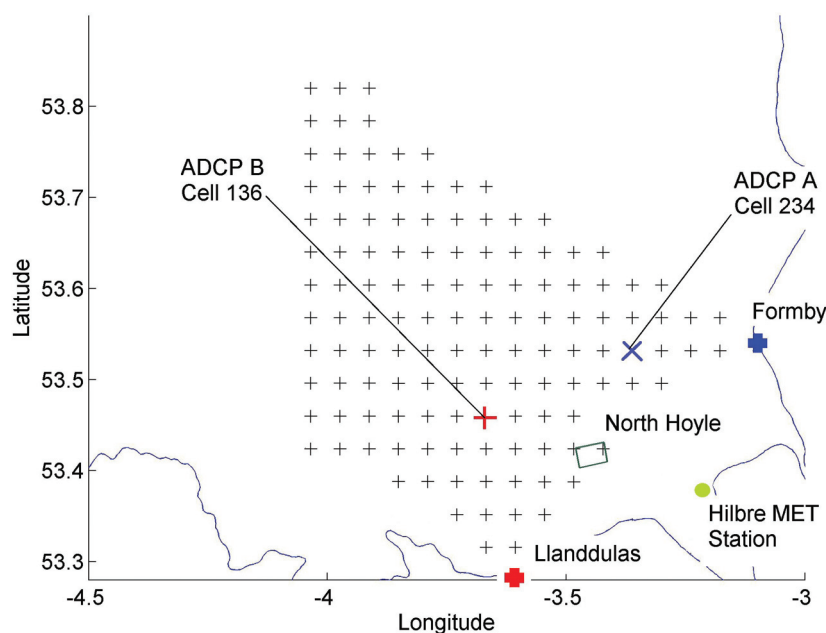 53.8
53.7
53.6
53.5
53.4
53.3
Latitude
ADCP B
Cell 136
ADCP A
Cell 234
Formby
North Hoyle
Hilbre MET
Station
Llanddulas
-4.5
-4
-3.5
-3
Longitude